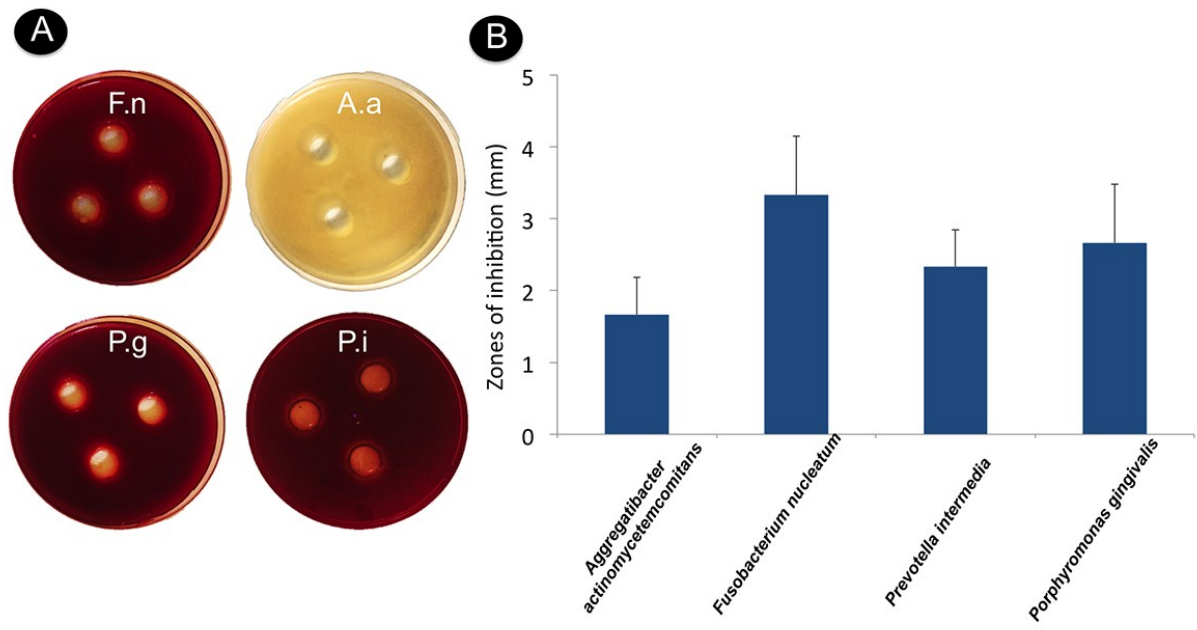 A
F.n
A.a
P.g
P.i
B
Zones of inhibition (mm)
5
4
3
2
1
0
Aggregatibacter
actinomycetemcomitans
Fusobacterium nucleatum
Prevotella intermedia
Porphyromonas gingivalis